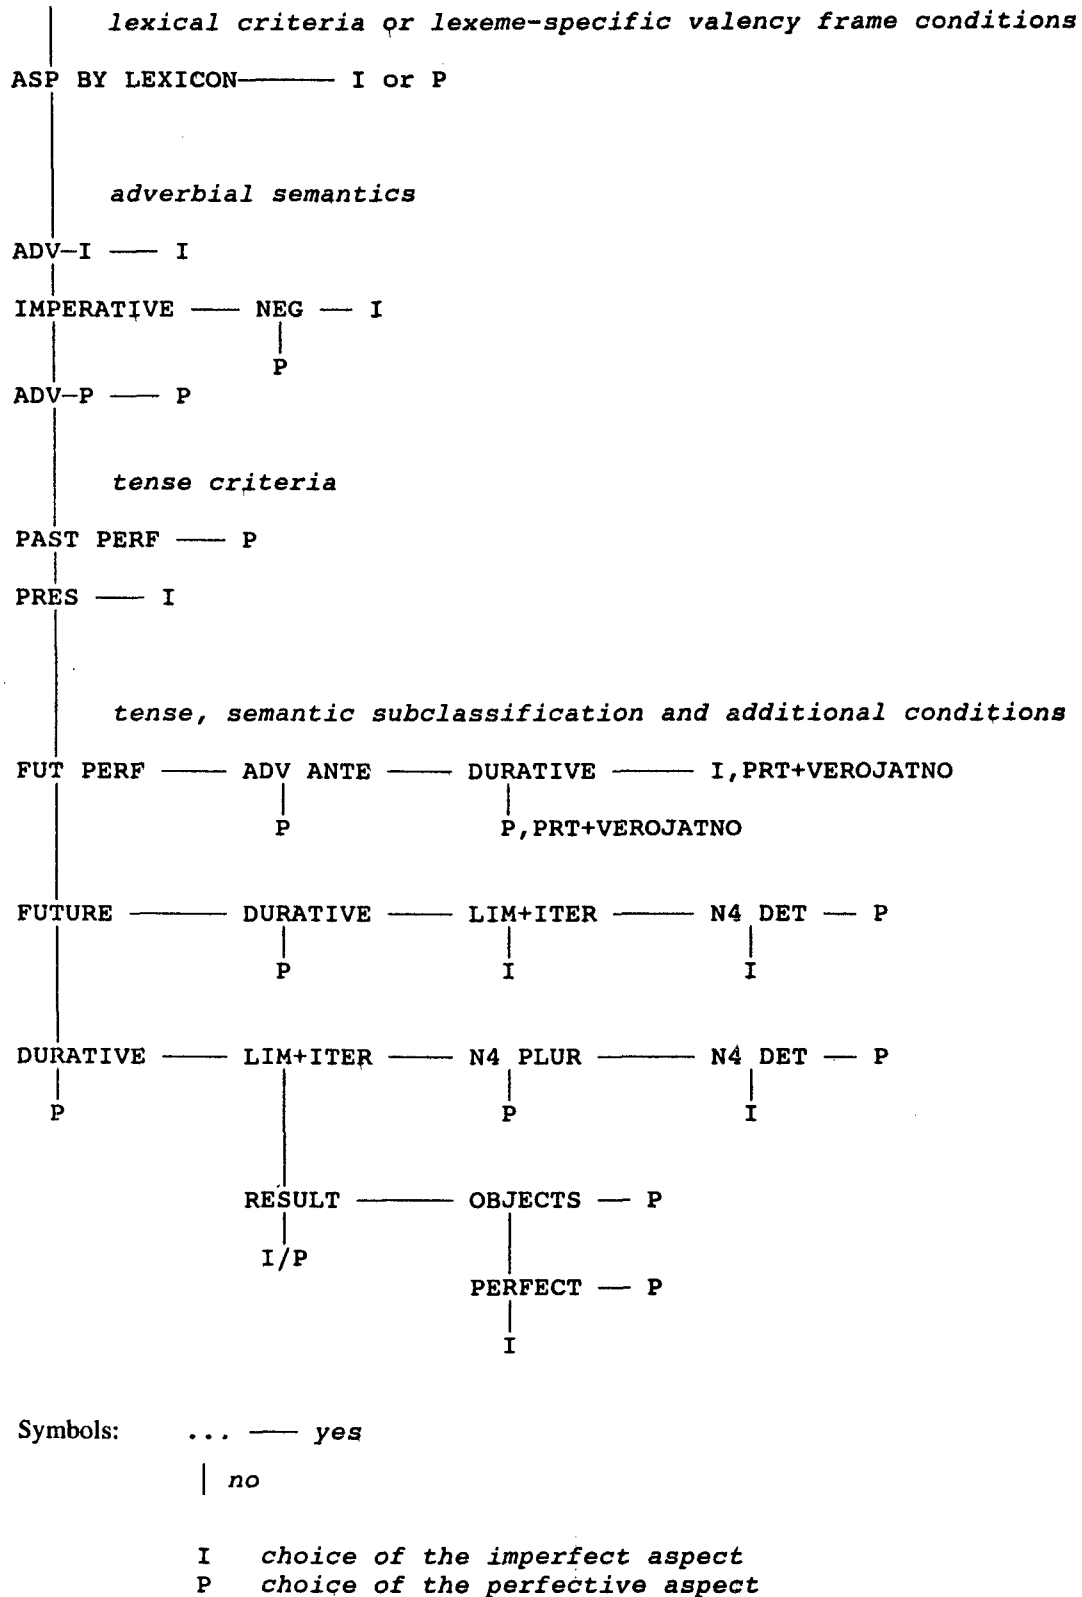 lexical criteria or lexeme-specific valency frame conditions
ASP BY LEXICON I or P
adverbial semantics
ADV-I I
IMPERATIVE NEG I
P
ADV-P P
tense criteria
PAST PERF P
PRES I
tense, semantic subclassification and additional conditions
FUT PERF ADV ANTE DURATIVE I,PRT+VEROJATNO
P P,PRT+VEROJATNO
FUTURE DURATIVE LIM+ITER N4 DET P
P I I
DURATIVE LIM+ITER N4 PLUR N4 DET P
P P I
RESULT OBJECTS P
I/P
PERFECT P
I
Symbols: ... yes
no
I choice of the imperfect aspect
P choice of the perfective aspect